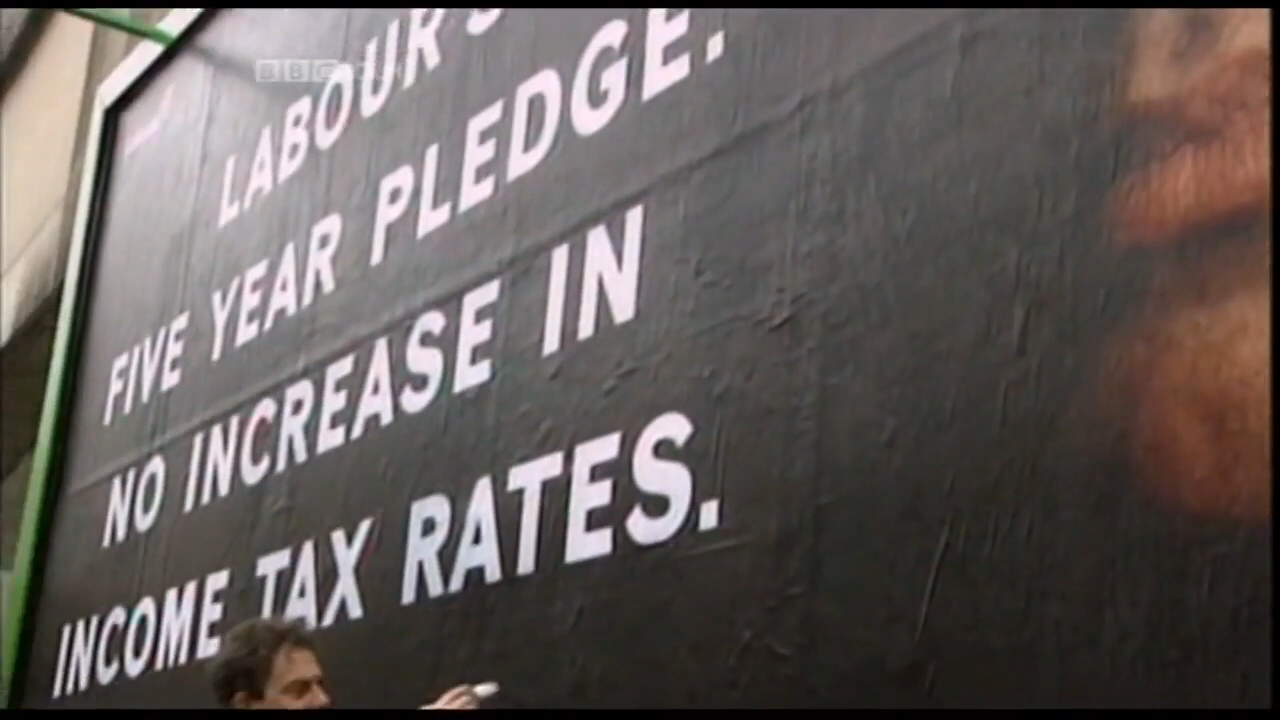 BBC
LABOUR'S
FIVE YEAR PLEDGE.
NO INCREASE IN
INCOME TAX RATES.